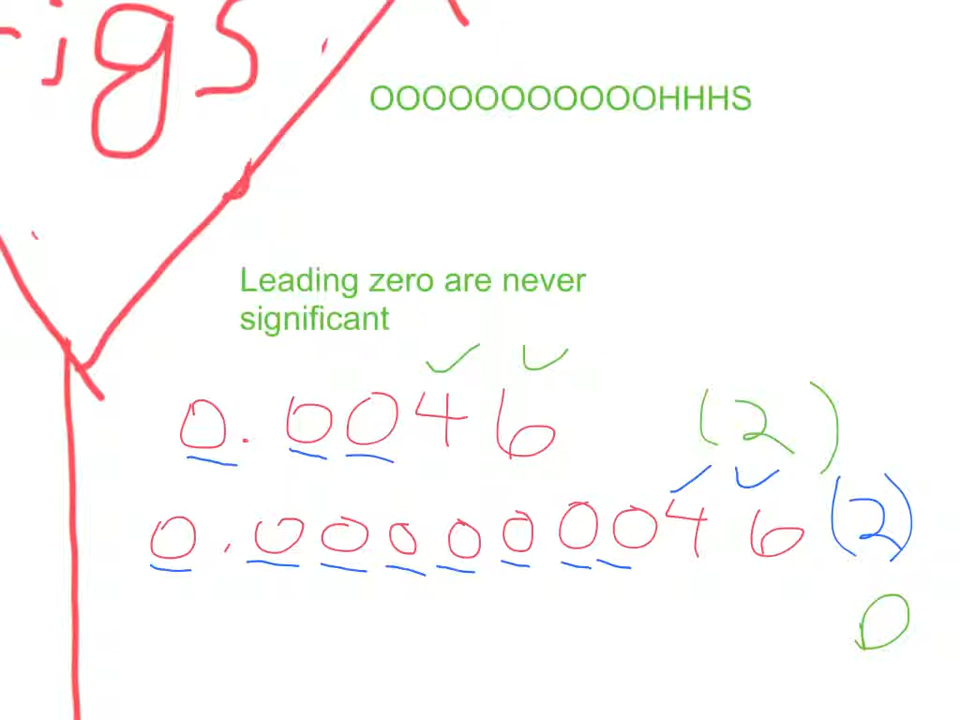 igs
OOOOOOOOOOOHHHS
Leading zero are never
significant
0.0046 (2)
0.000000046 (2)
0